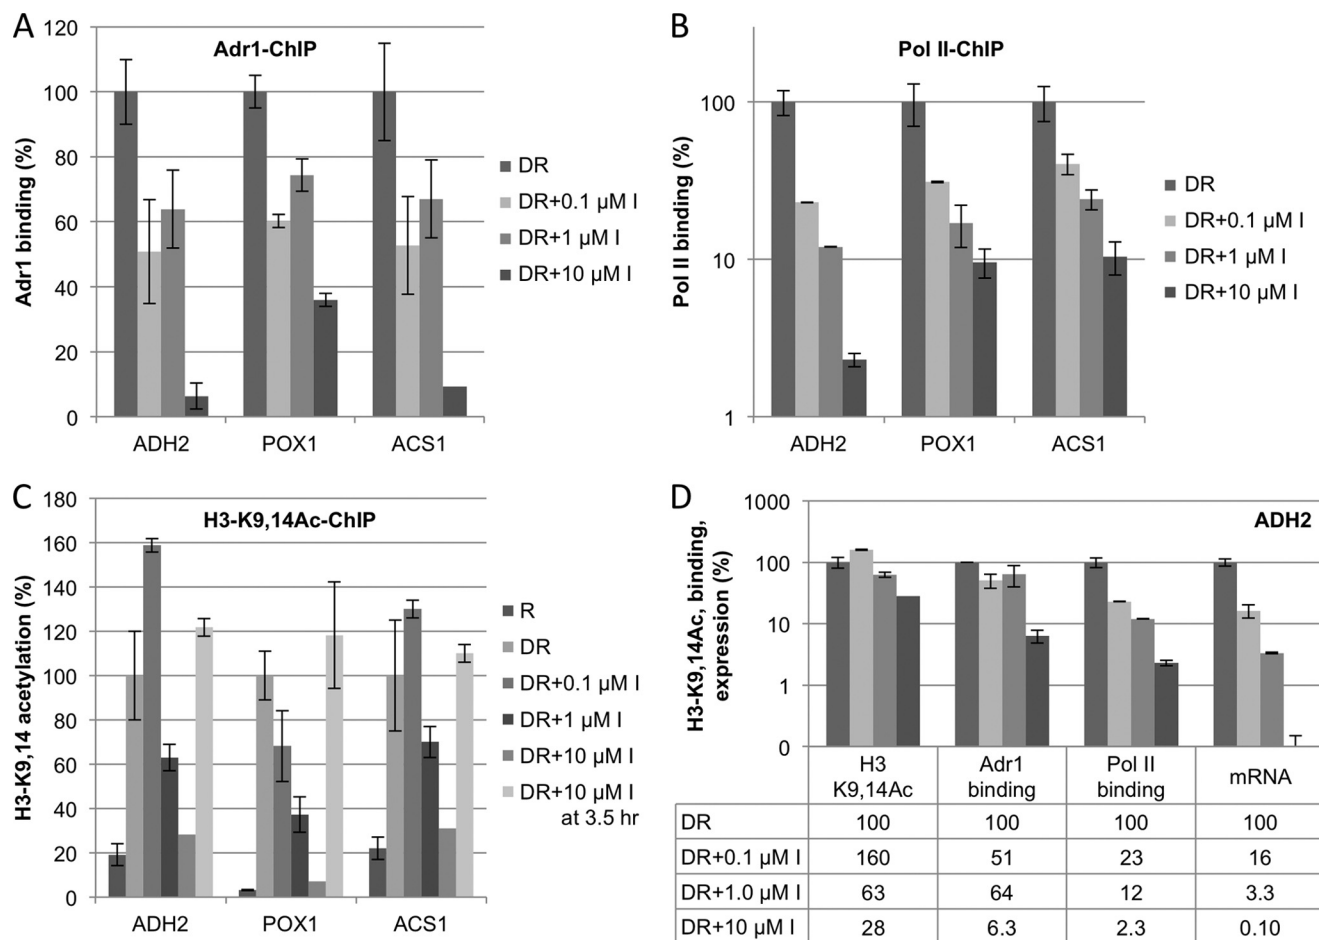 A
Adr1-ChIP
Adr1 binding (%)
120
100
80
60
40
20
0
ADH2 POX1 ACS1
DR
DR+0.1 µM I
DR+1 µM I
DR+10 µM I
B
Pol II-ChIP
Pol II binding (%)
100
10
1
ADH2 POX1 ACS1
DR
DR+0.1 µM I
DR+1 µM I
DR+10 µM I
C
H3-K9,14Ac-ChIP
H3-K9,14 acetylation (%)
180
160
140
120
100
80
60
40
20
0
ADH2 POX1 ACS1
R
DR
DR+0.1 µM I
DR+1 µM I
DR+10 µM I
DR+10 µM I
at 3.5 hr
D
ADH2
H3-K9,14Ac, binding,
expression (%)
1000
100
10
1
0
H3 Adr1 Pol II mRNA
K9,14Ac binding binding
DR 100 100 100 100
DR+0.1 µM I 160 51 23 16
DR+1.0 µM I 63 64 12 3.3
DR+10 µM I 28 6.3 2.3 0.10